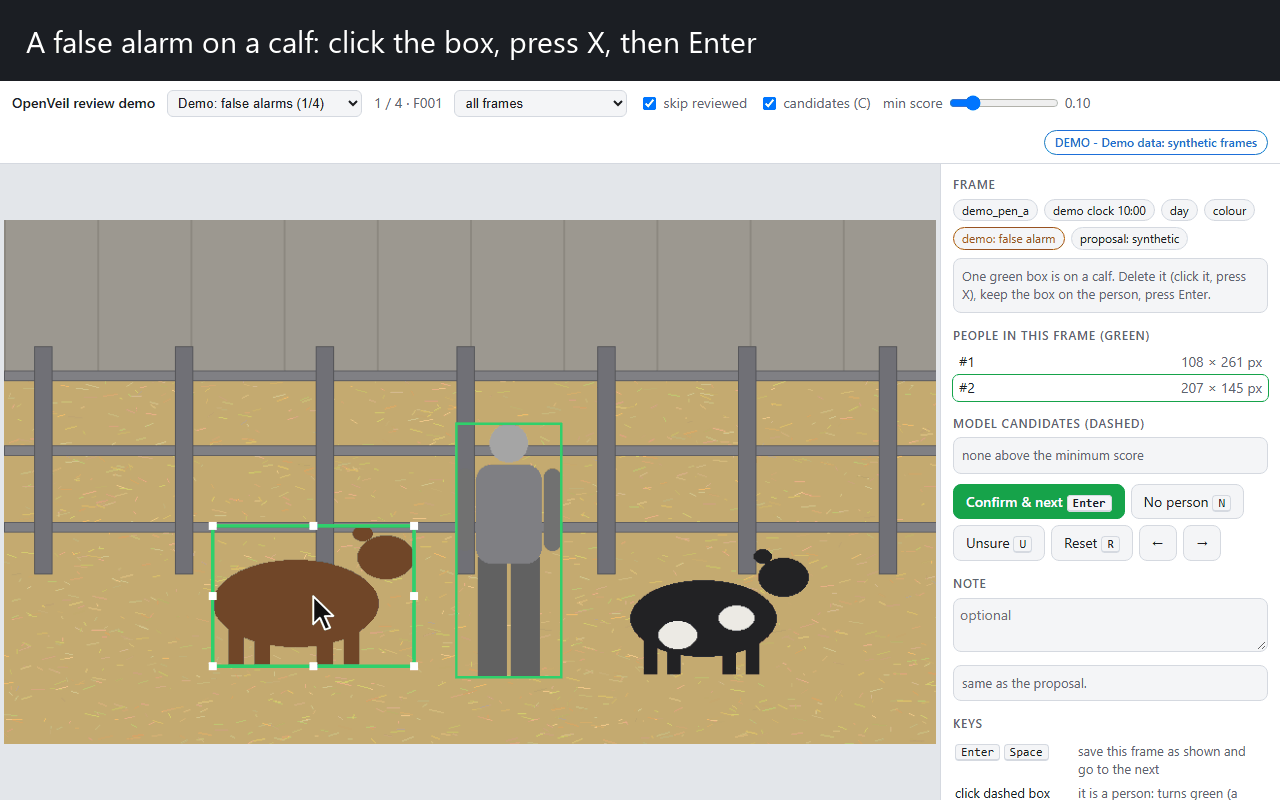 A false alarm on a calf: click the box, press X, then Enter
OpenVeil review demo
Demo: false alarms (1/4)
1 / 4 · F001
all frames
skip reviewed
candidates (C)
min score
0.10
DEMO - Demo data: synthetic frames
FRAME
demo_pen_a
demo clock 10:00
day
colour
demo: false alarm
proposal: synthetic
One green box is on a calf. Delete it (click it, press
X), keep the box on the person, press Enter.
PEOPLE IN THIS FRAME (GREEN)
#1 108 × 261 px
#2 207 × 145 px
MODEL CANDIDATES (DASHED)
none above the minimum score
Confirm & next Enter
No person N
Unsure U
Reset R
←
→
NOTE
optional
same as the proposal.
KEYS
Enter Space save this frame as shown and
go to the next
click dashed box it is a person: turns green (a